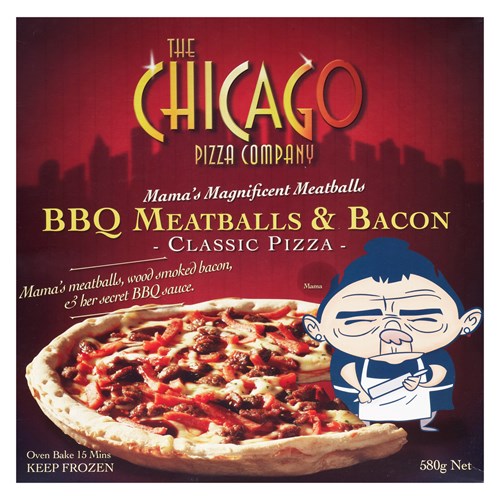 THE
CHICAGO
PIZZA COMPANY
Mama's Magnificent Meatballs
BBQ MEATBALLS & BACON
- CLASSIC PIZZA -
Mama's meatballs, wood smoked bacon,
& her secret BBQ sauce.
Mama
Oven Bake 15 Mins
KEEP FROZEN
580g Net